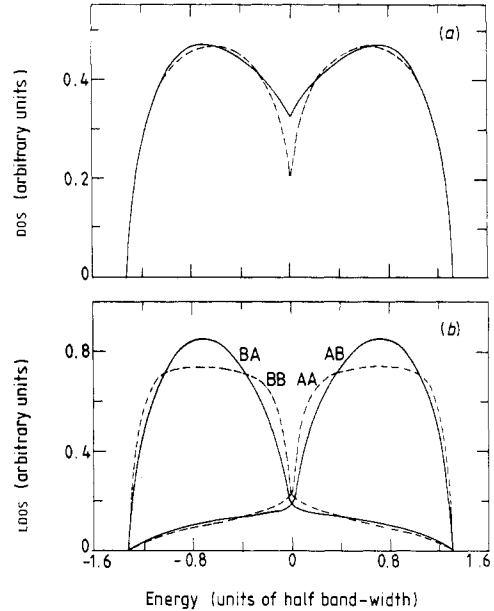 (a)
0.4
0.2
0
DOS (arbitrary units)
(b)
BA
AB
BB
AA
0.8
0.4
0
LDOS (arbitrary units)
-1.6
-0.8
0
0.8
1.6
Energy (units of half band-width)